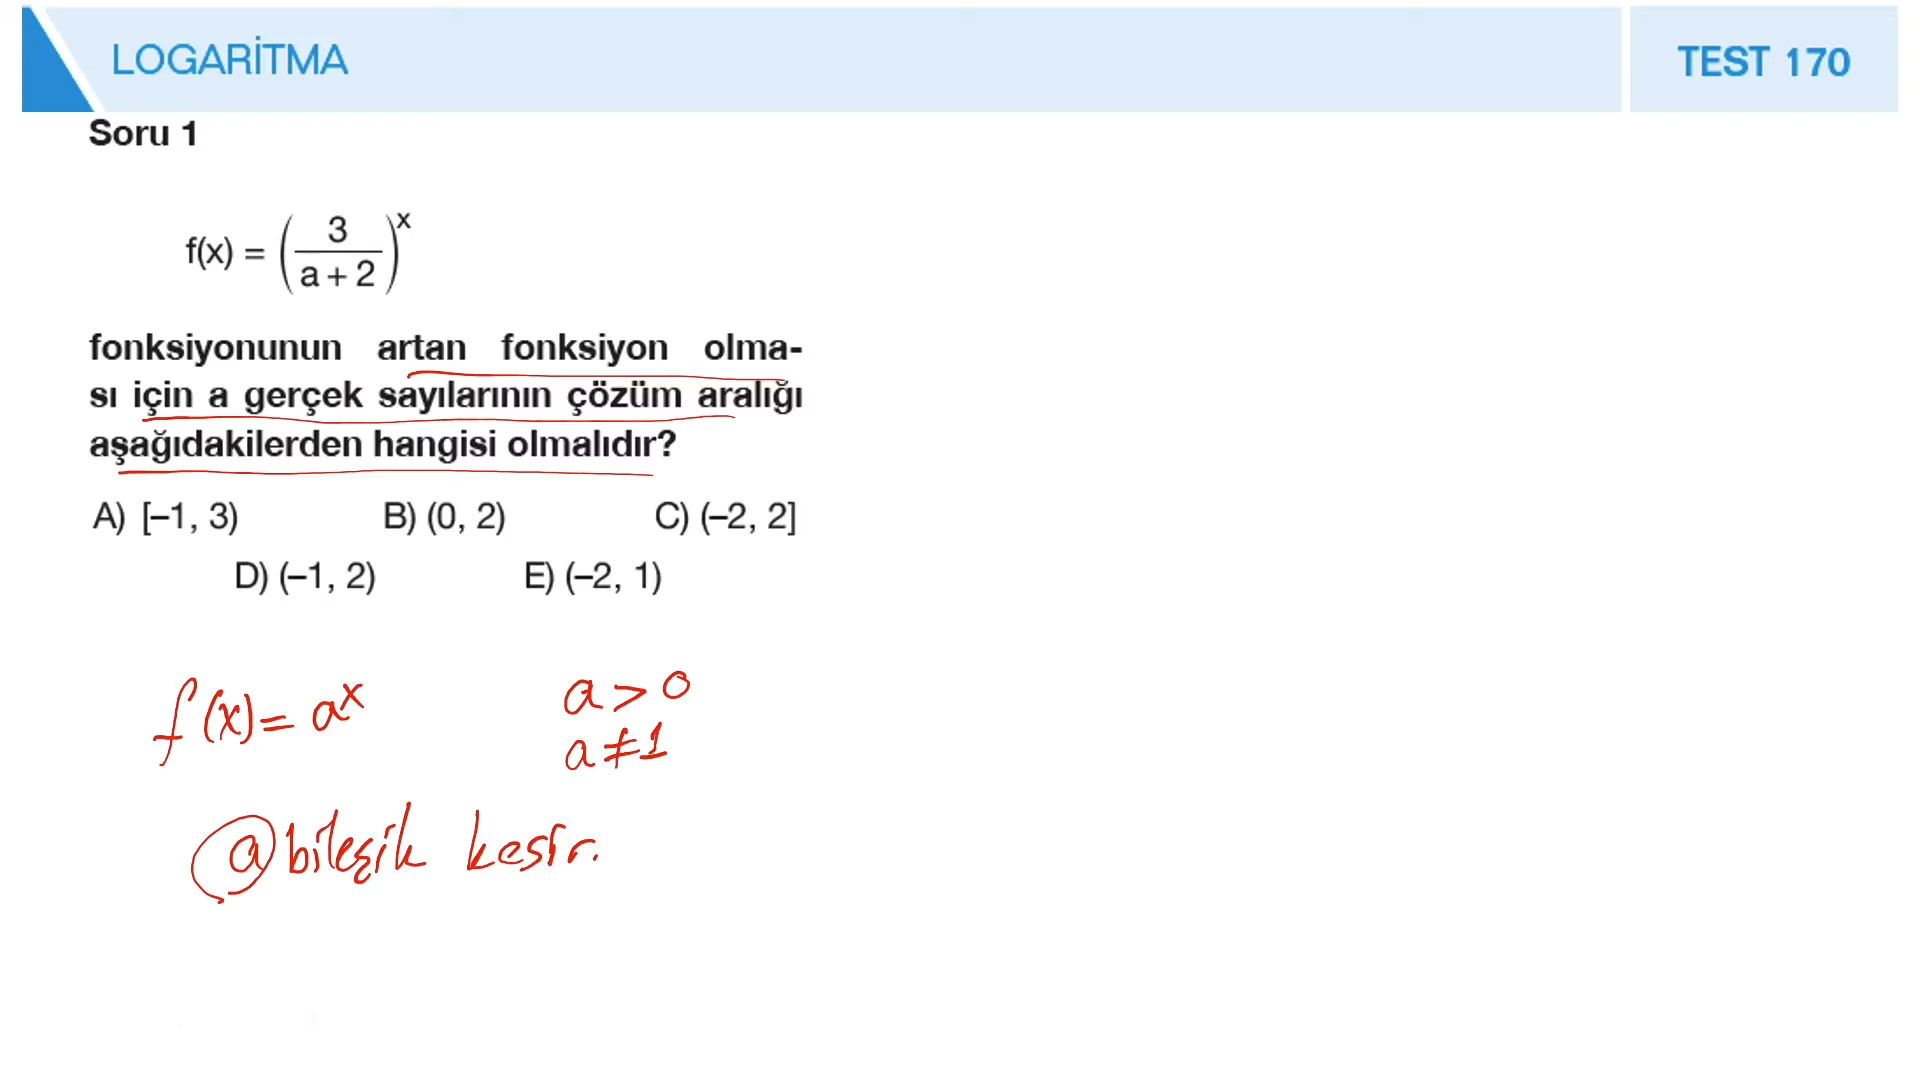 LOGARİTMA
TEST 170
Soru 1
f(x) = (3/(a + 2))^x
fonksiyonunun artan fonksiyon olma-
sı için a gerçek sayılarının çözüm aralığı
aşağıdakilerden hangisi olmalıdır?
A) [–1, 3) B) (0, 2) C) (–2, 2]
D) (–1, 2) E) (–2, 1)
f(x) = a^x a > 0
a ≠ 1
a bileşik kesir.